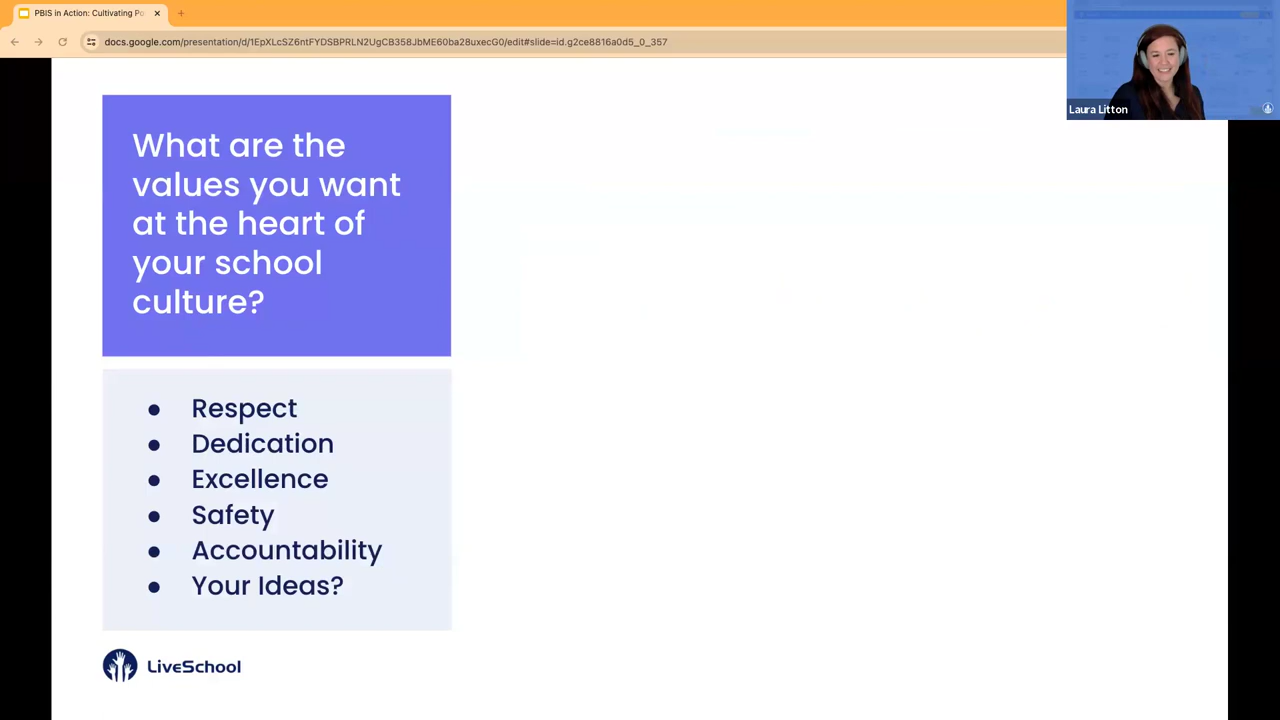 PBIS in Action: Cultivating Po
docs.google.com/presentation/d/1EpXLcSZ6ntFYDSBPRLN2UgCB358JbME60ba28uxecG0/edit#slide=id.g2ce8816a0d5_0_357
Laura Litton
What are the
values you want
at the heart of
your school
culture?
● Respect
● Dedication
● Excellence
● Safety
● Accountability
● Your Ideas?
LiveSchool